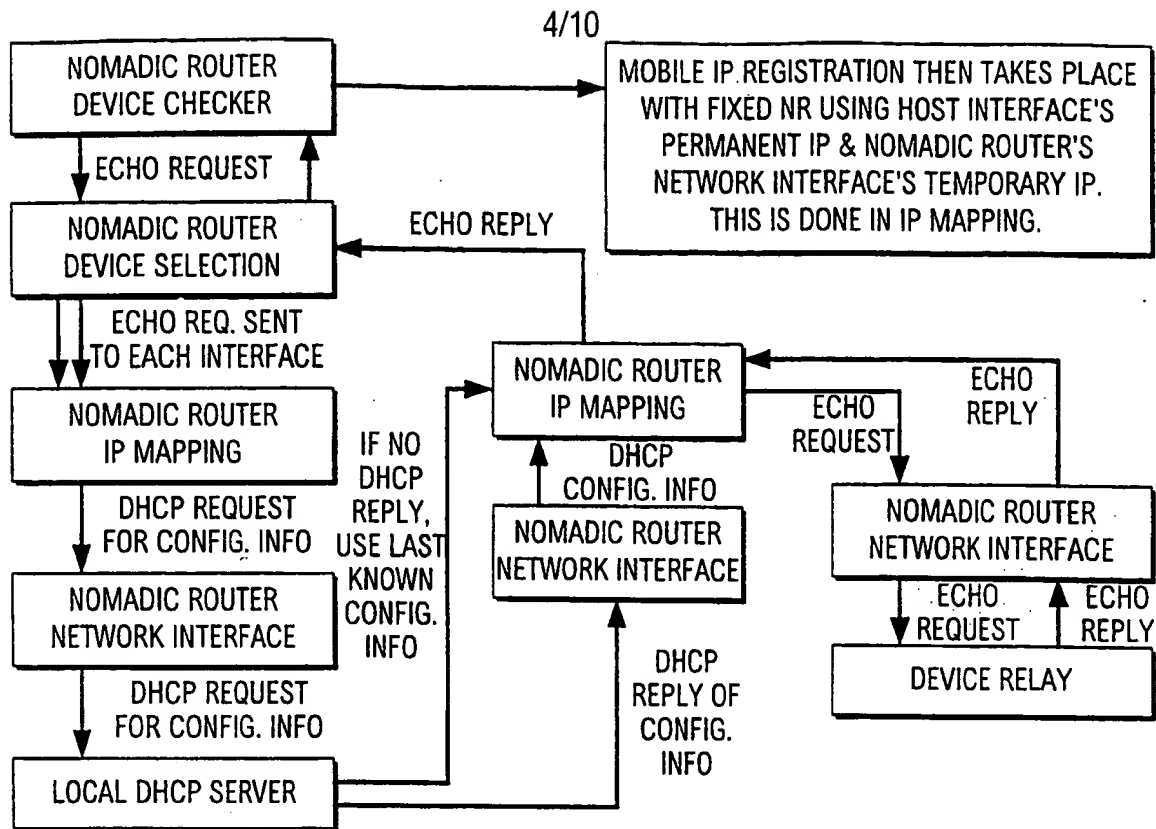 4/10
NOMADIC ROUTER
DEVICE CHECKER
MOBILE IP REGISTRATION THEN TAKES PLACE
WITH FIXED NR USING HOST INTERFACE'S
PERMANENT IP & NOMADIC ROUTER'S
NETWORK INTERFACE'S TEMPORARY IP.
THIS IS DONE IN IP MAPPING.
ECHO REQUEST
NOMADIC ROUTER
DEVICE SELECTION
ECHO REPLY
ECHO REQ. SENT
TO EACH INTERFACE
NOMADIC ROUTER
IP MAPPING
DHCP REQUEST
FOR CONFIG. INFO
NOMADIC ROUTER
NETWORK INTERFACE
DHCP REQUEST
FOR CONFIG. INFO
LOCAL DHCP SERVER
IF NO
DHCP
REPLY,
USE LAST
KNOWN
CONFIG.
INFO
NOMADIC ROUTER
IP MAPPING
DHCP
CONFIG. INFO
NOMADIC ROUTER
NETWORK INTERFACE
DHCP
REPLY OF
CONFIG.
INFO
ECHO
REQUEST
ECHO
REPLY
NOMADIC ROUTER
NETWORK INTERFACE
ECHO
REQUEST
ECHO
REPLY
DEVICE RELAY